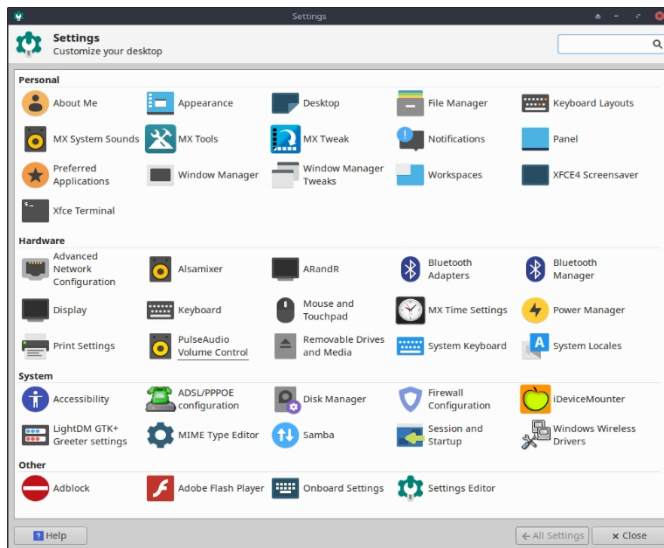 Settings
Settings
Customize your desktop
Personal
About Me
Appearance
Desktop
File Manager
Keyboard Layouts
MX System Sounds
MX Tools
MX Tweak
Notifications
Panel
Preferred
Applications
Window Manager
Window Manager
Tweaks
Workspaces
XFCE4 Screensaver
Xfce Terminal
Hardware
Advanced
Network
Configuration
Alsamixer
ARandR
Bluetooth
Adapters
Bluetooth
Manager
Display
Keyboard
Mouse and
Touchpad
MX Time Settings
Power Manager
Print Settings
PulseAudio
Volume Control
Removable Drives
and Media
System Keyboard
A
System Locales
System
Accessibility
ADSL/PPPOE
configuration
Disk Manager
Firewall
Configuration
iDeviceMounter
LightDM GTK+
Greeter settings
MIME Type Editor
Samba
Session and
Startup
Windows Wireless
Drivers
Other
Adblock
Adobe Flash Player
Onboard Settings
Settings Editor
? Help
← All Settings
× Close